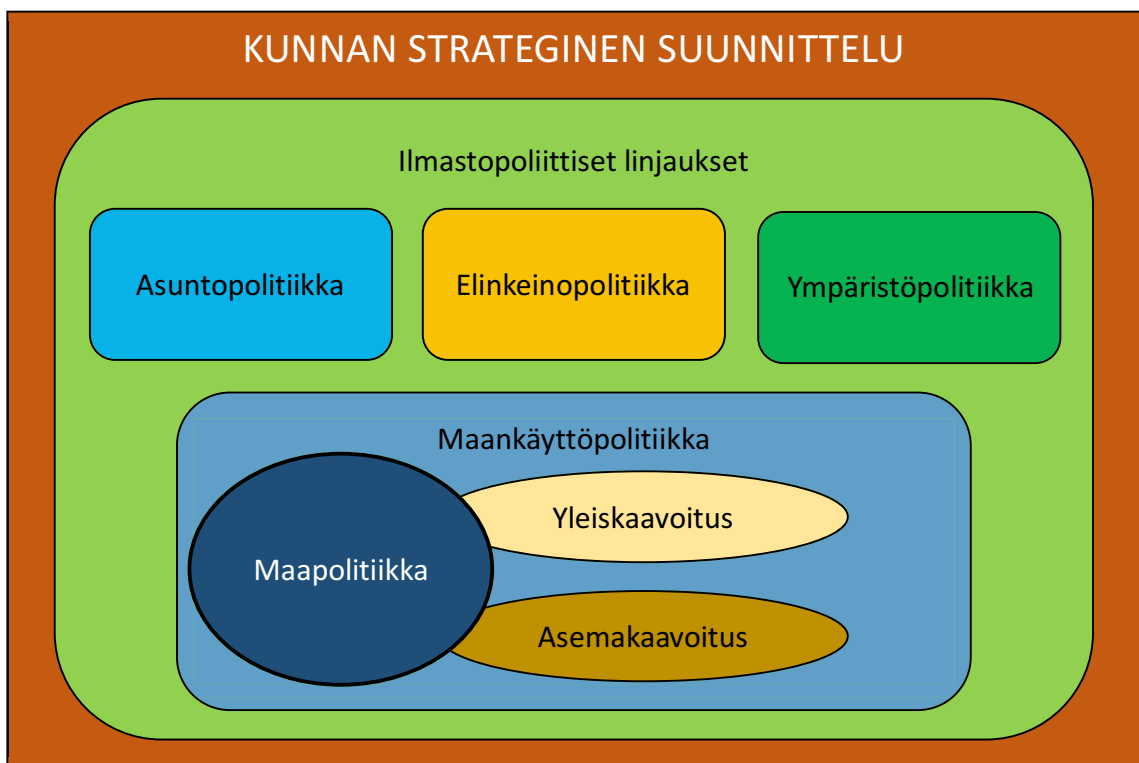 KUNNAN STRATEGINEN SUUNNITTELU
Ilmastopoliittiset linjaukset
Asuntopolitiikka
Elinkeinopolitiikka
Ympäristöpolitiikka
Maankäyttöpolitiikka
Yleiskaavoitus
Maapolitiikka
Asemakaavoitus